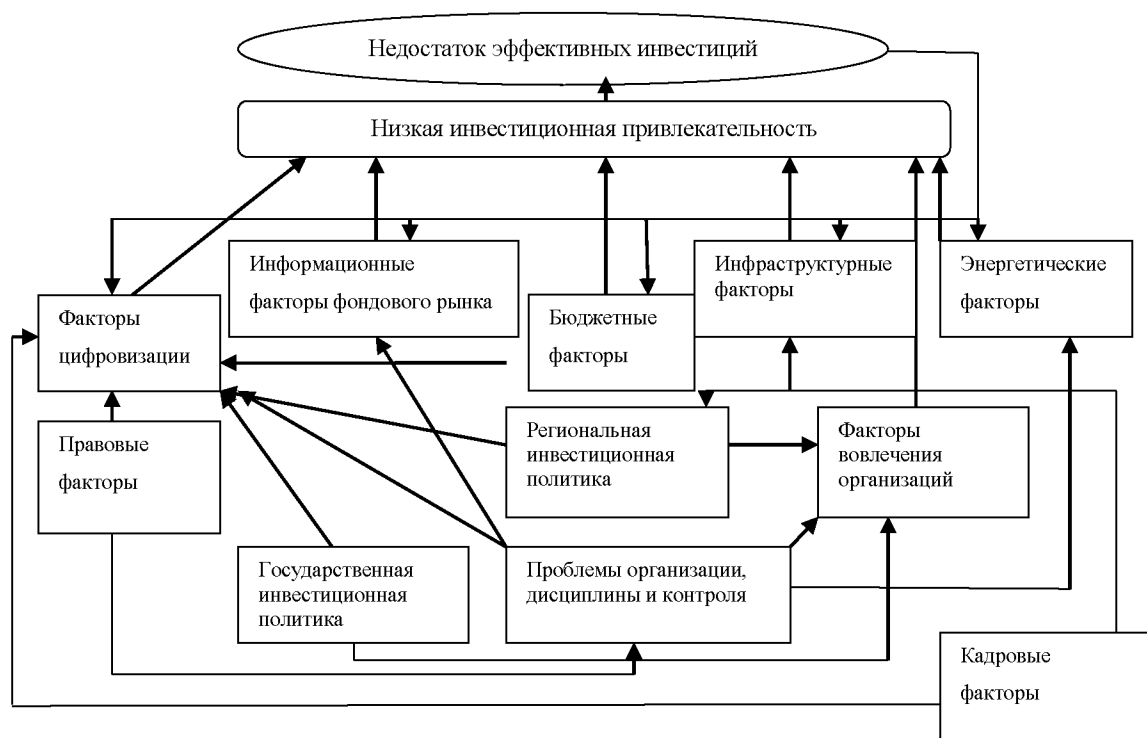 Недостаток эффективных инвестиций
Низкая инвестиционная привлекательность
Информационные
факторы фондового рынка
Инфраструктурные
факторы
Энергетические
факторы
Факторы
цифровизации
Бюджетные
факторы
Правовые
факторы
Региональная
инвестиционная
политика
Факторы
вовлечения
организаций
Государственная
инвестиционная
политика
Проблемы организации,
дисциплины и контроля
Кадровые
факторы